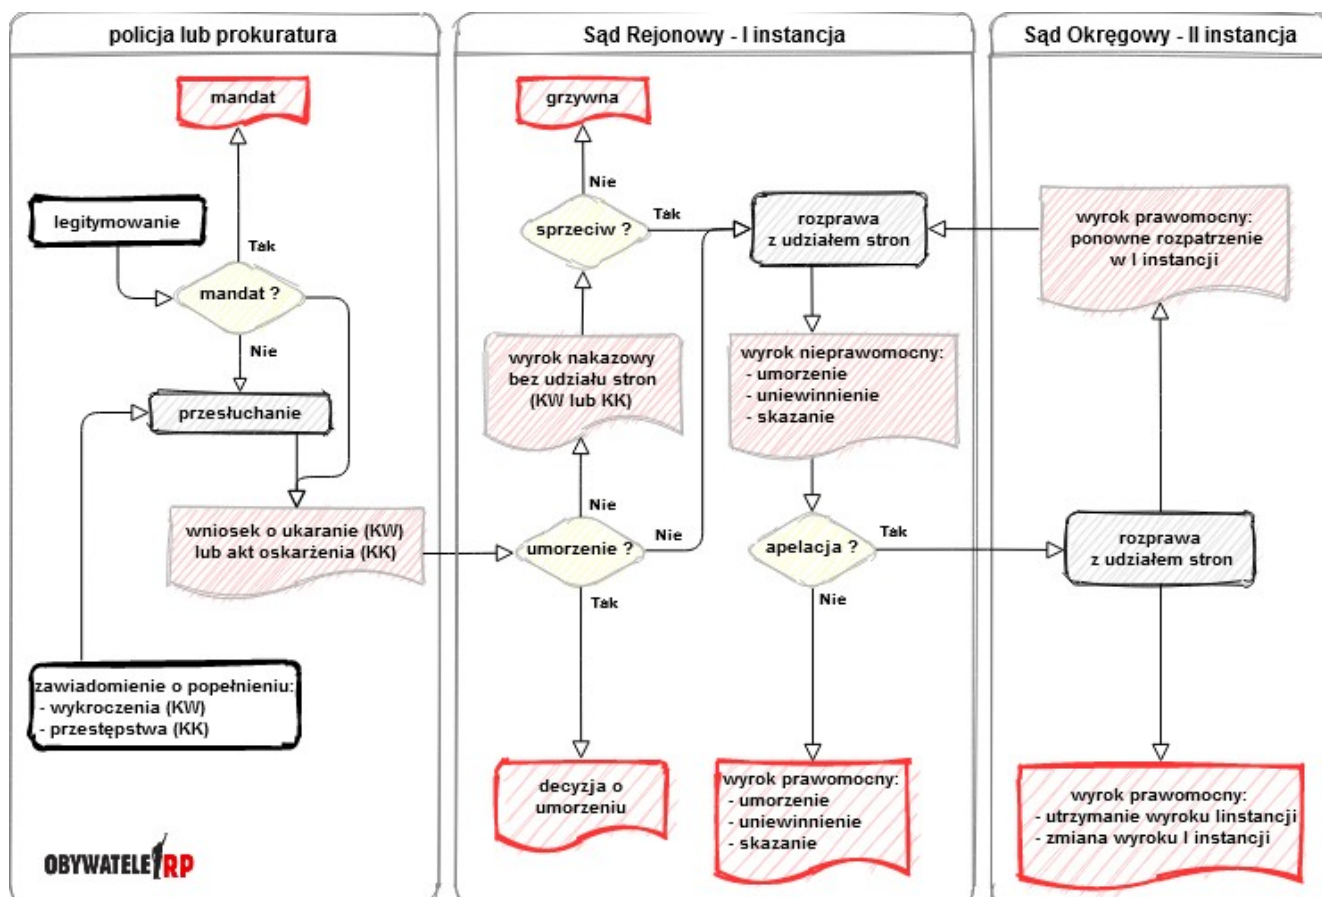 policja lub prokuratura
mandat
legitymowanie
Tak
mandat ?
Nie
przesłuchanie
wniosek o ukaranie (KW)
lub akt oskarżenia (KK)
zawiadomienie o popełnieniu:
- wykroczenia (KW)
- przestępstwa (KK)
OBYWATELE RP
Sąd Rejonowy - I instancja
grzywna
Nie
sprzeciw ?
Tak
rozprawa
z udziałem stron
wyrok nakazowy
bez udziału stron
(KW lub KK)
wyrok nieprawomocny:
- umorzenie
- uniewinnienie
- skazanie
Nie
umorzenie ?
Nie
Tak
apelacja ?
Tak
Nie
decyzja o
umorzeniu
wyrok prawomocny:
- umorzenie
- uniewinnienie
- skazanie
Sąd Okręgowy - II instancja
wyrok prawomocny:
ponowne rozpatrzenie
w I instancji
rozprawa
z udziałem stron
wyrok prawomocny:
- utrzymanie wyroku Iinstancji
- zmiana wyroku I instancji